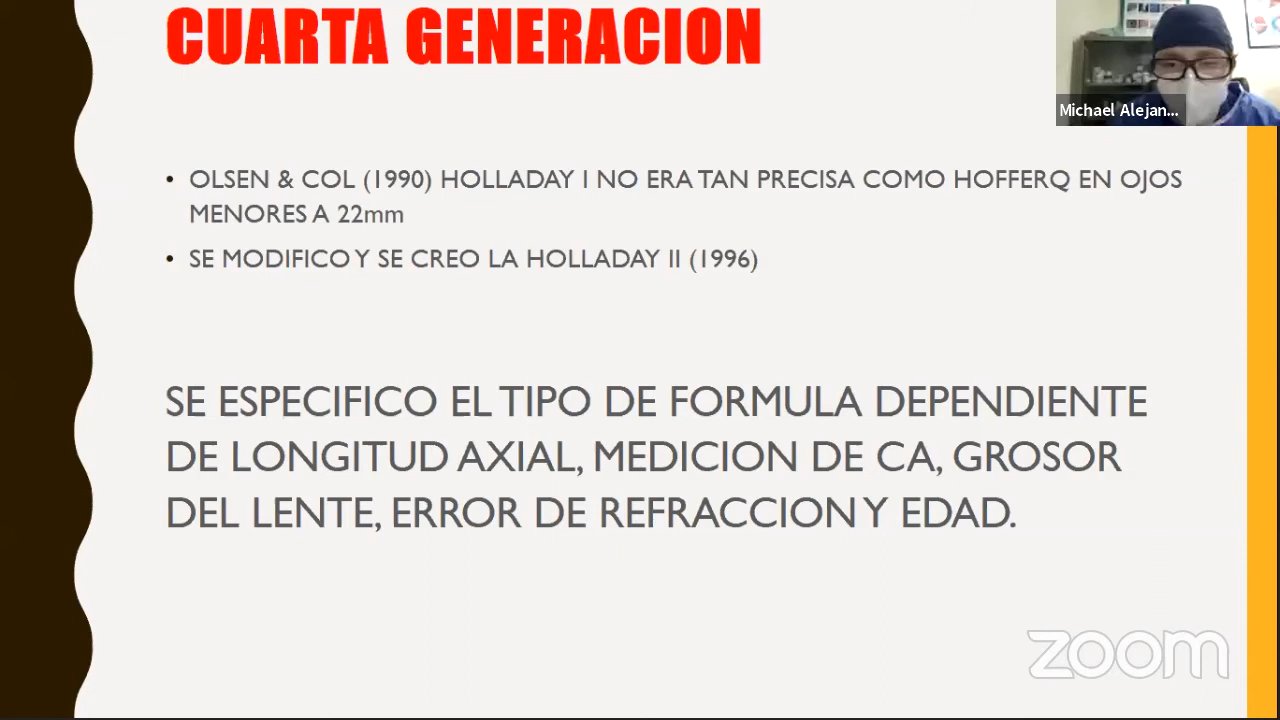 CUARTA GENERACION
Michael Alejan...
• OLSEN & COL (1990) HOLLADAY I NO ERA TAN PRECISA COMO HOFFERQ EN OJOS
MENORES A 22mm
• SE MODIFICO Y SE CREO LA HOLLADAY II (1996)
SE ESPECIFICO EL TIPO DE FORMULA DEPENDIENTE
DE LONGITUD AXIAL, MEDICION DE CA, GROSOR
DEL LENTE, ERROR DE REFRACCION Y EDAD.
zoom